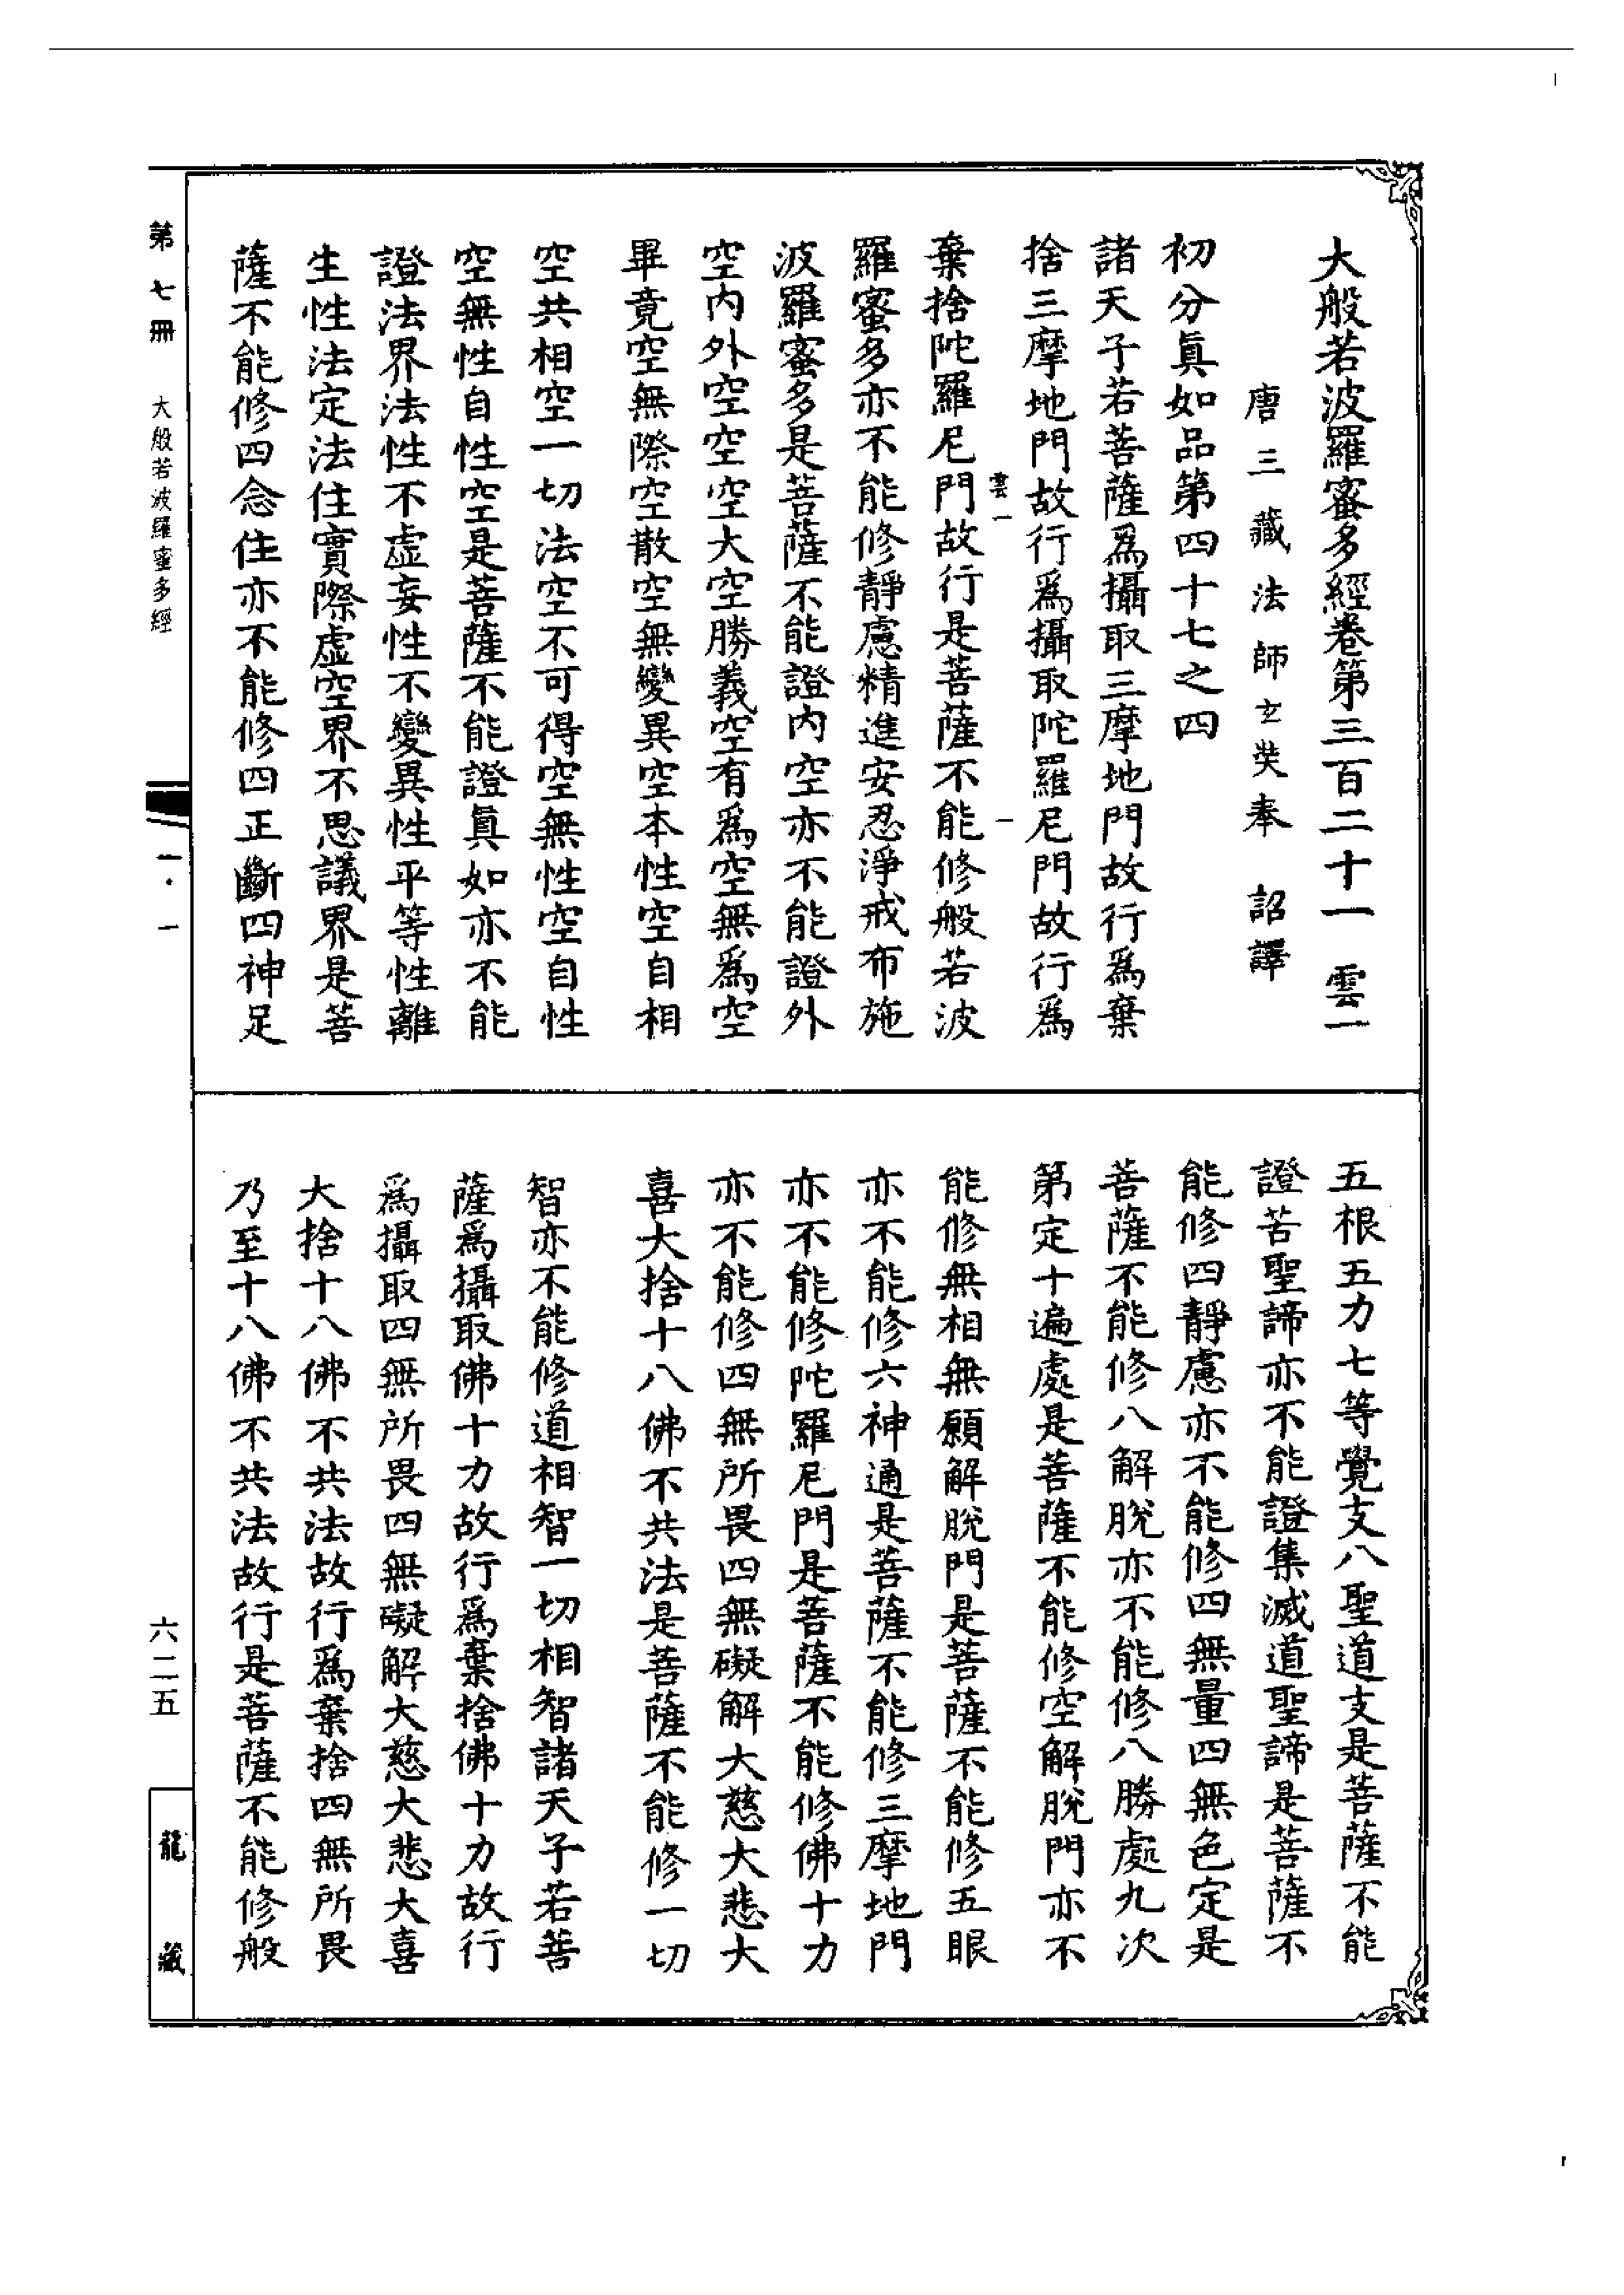 大般若波羅蜜多經卷第三百二十一　雲一
唐三藏法師玄奘奉　詔譯
初分眞如品第四十七之四
諸天子若菩薩爲攝取三摩地門故行爲棄
捨三摩地門故行爲攝取陀羅尼門故行爲
雲一　一
棄捨陀羅尼門故行是菩薩不能修般若波
羅蜜多亦不能修靜慮精進安忍淨戒布施
波羅蜜多是菩薩不能證內空亦不能證外
空內外空空空大空勝義空有爲空無爲空
畢竟空無際空散空無變異空本性空自相
空共相空一切法空不可得空無性空自性
空無性自性空是菩薩不能證眞如亦不能
證法界法性不虛妄性不變異性平等性離
生性法定法住實際虛空界不思議界是菩
薩不能修四念住亦不能修四正斷四神足
五根五力七等覺支八聖道支是菩薩不能
證苦聖諦亦不能證集滅道聖諦是菩薩不
能修四靜慮亦不能修四無量四無色定是
菩薩不能修八解脫亦不能修八勝處九次
第定十遍處是菩薩不能修空解脫門亦不
能修無相無願解脫門是菩薩不能修五眼
亦不能修六神通是菩薩不能修三摩地門
亦不能修陀羅尼門是菩薩不能修佛十力
亦不能修四無所畏四無礙解大慈大悲大
喜大捨十八佛不共法是菩薩不能修一切
智亦不能修道相智一切相智諸天子若菩
薩爲攝取佛十力故行爲棄捨佛十力故行
爲攝取四無所畏四無礙解大慈大悲大喜
大捨十八佛不共法故行爲棄捨四無所畏
乃至十八佛不共法故行是菩薩不能修般
第七冊　大般若波羅蜜多經　一·一　六二五　龍藏